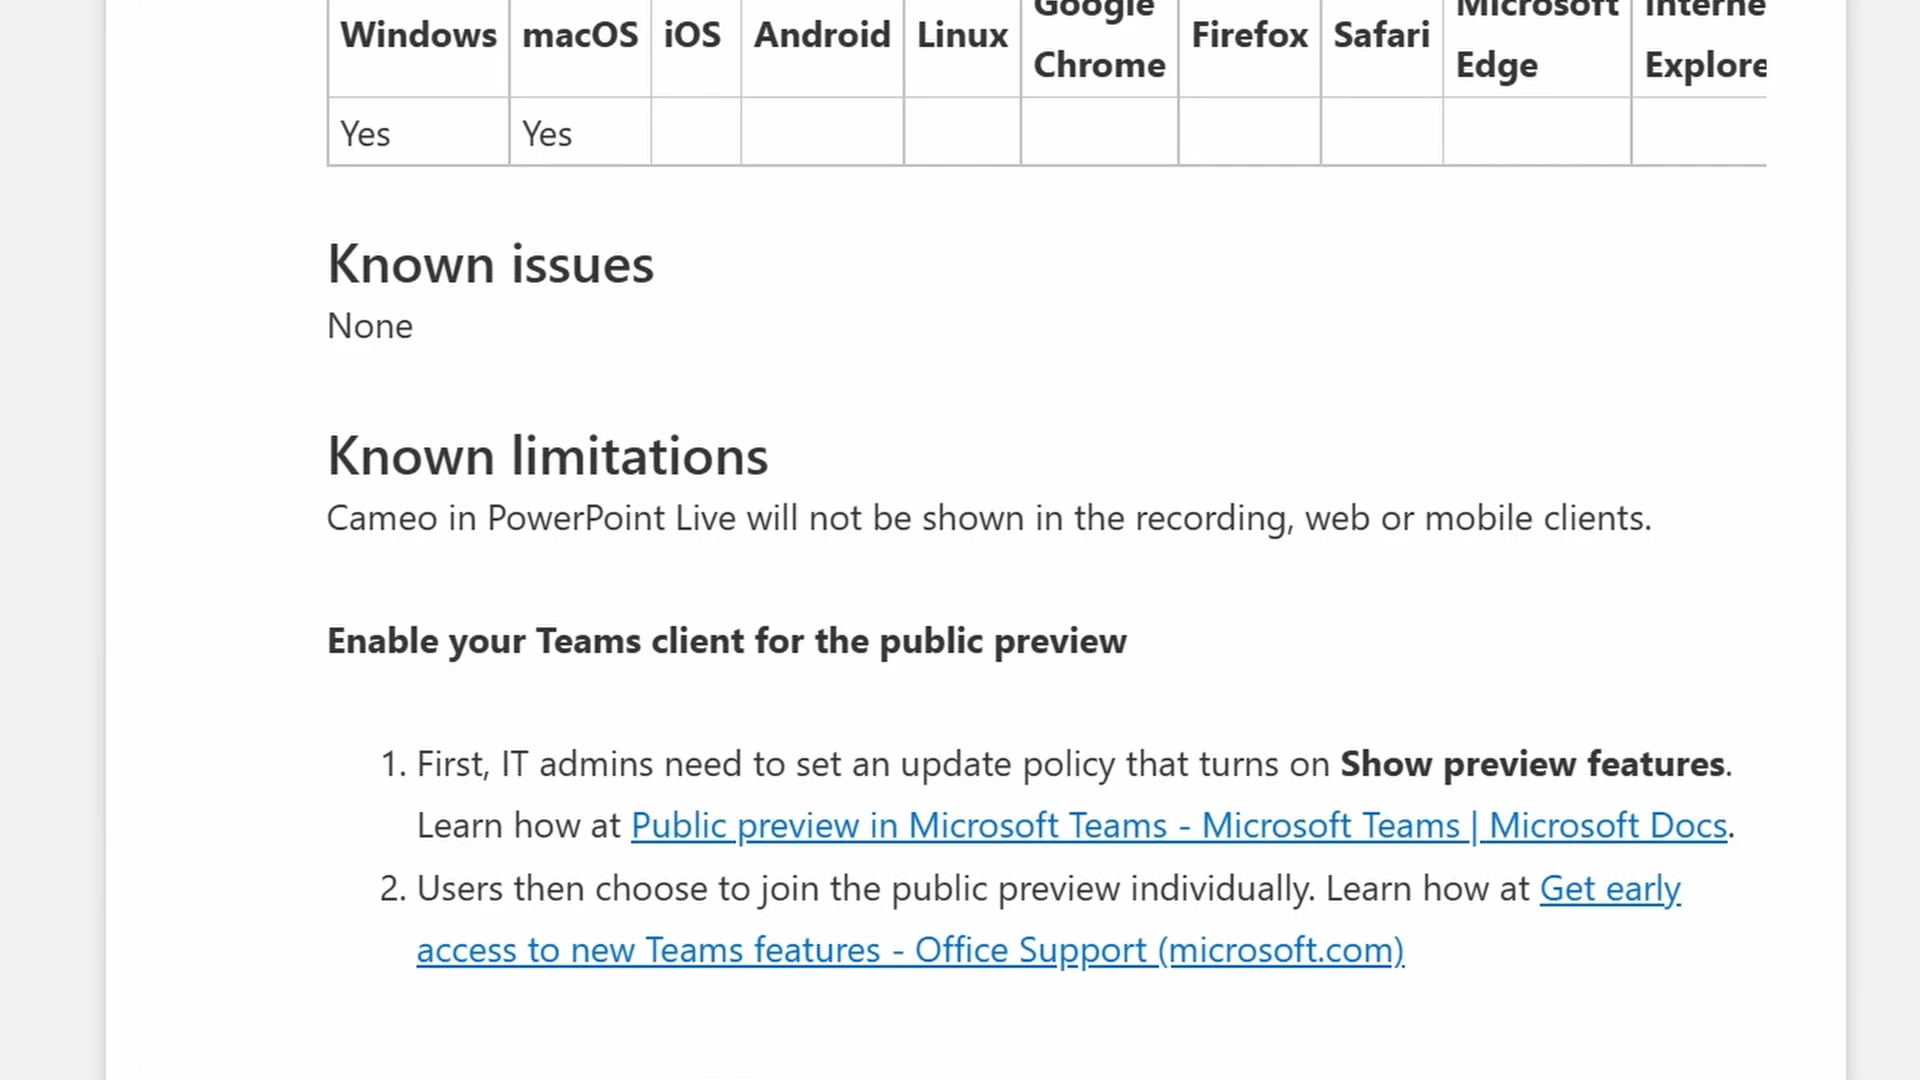 Windows macOS iOS Android Linux Google Chrome Firefox Safari Microsoft Edge
Yes Yes
Known issues
None
Known limitations
Cameo in PowerPoint Live will not be shown in the recording, web or mobile clients.
Enable your Teams client for the public preview
1. First, IT admins need to set an update policy that turns on Show preview features.
Learn how at Public preview in Microsoft Teams - Microsoft Teams | Microsoft Docs.
2. Users then choose to join the public preview individually. Learn how at Get early
access to new Teams features - Office Support (microsoft.com)